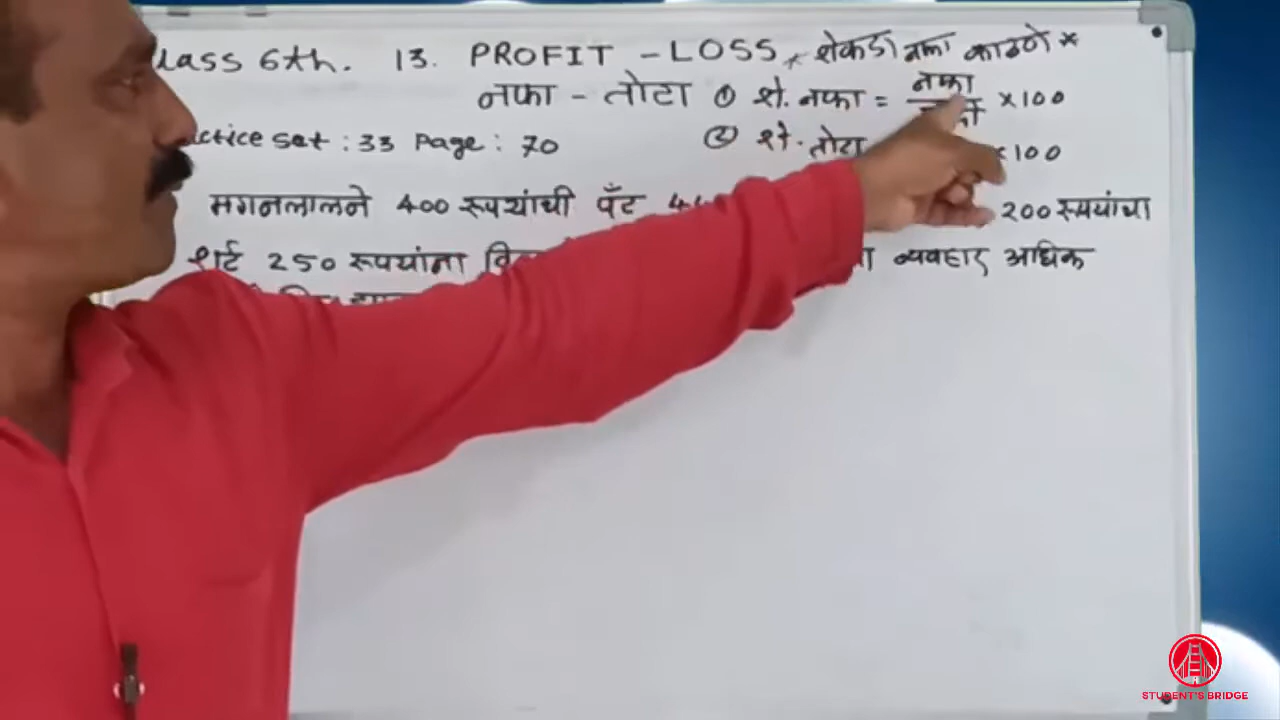 lass 6th. 13. PROFIT - LOSS * शेकडा नफा काढणे *
नफा - तोटा ① शे. नफा = नफा × 100
ctice set : 33 Page : 70 ② शे. तोटा × 100
मगनलालने 400 रूपयांची पँट 200 रूपयांचा
शर्ट 250 रूपयांना व्यवहार अधिक
STUDENT'S BRIDGE